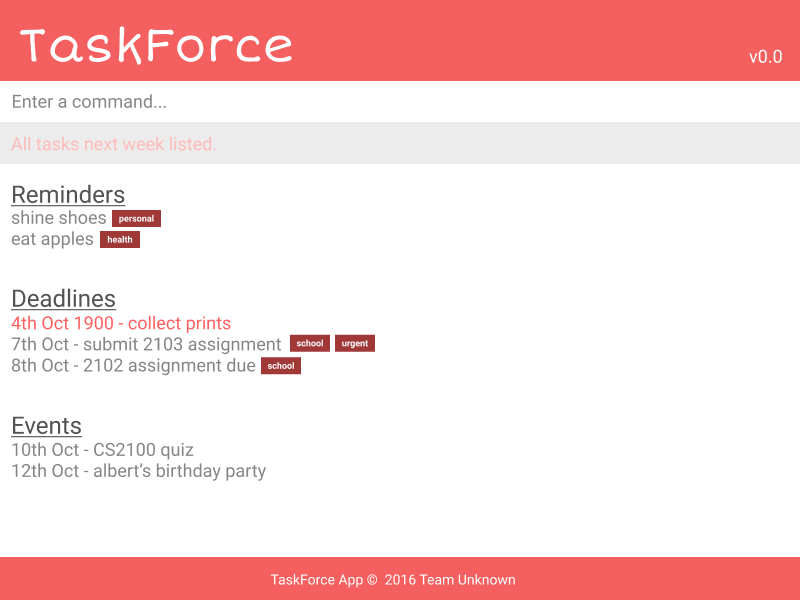 TaskForce
v0.0
Enter a command...
All tasks next week listed.
Reminders
shine shoes personal
eat apples health
Deadlines
4th Oct 1900 - collect prints
7th Oct - submit 2103 assignment school urgent
8th Oct - 2102 assignment due school
Events
10th Oct - CS2100 quiz
12th Oct - albert’s birthday party
TaskForce App © 2016 Team Unknown